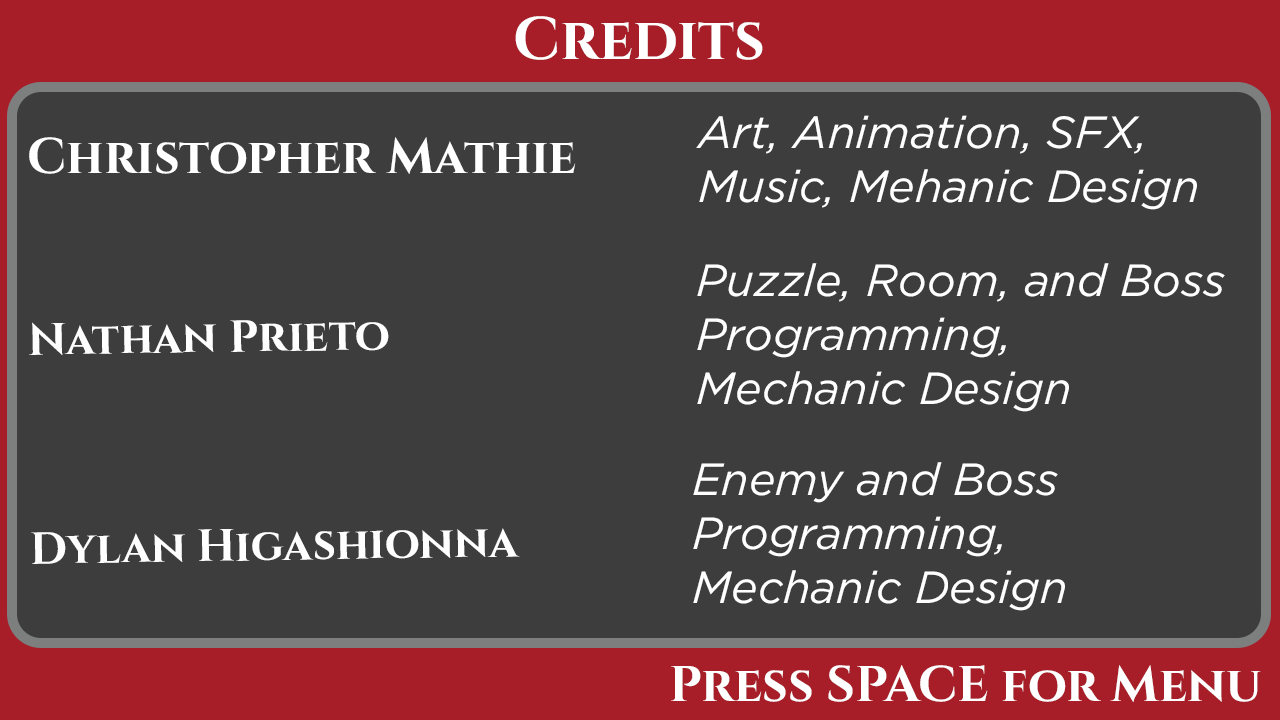 Credits
Christopher Mathie
Art, Animation, SFX,
Music, Mehanic Design
Nathan Prieto
Puzzle, Room, and Boss
Programming,
Mechanic Design
Dylan Higashionna
Enemy and Boss
Programming,
Mechanic Design
Press SPACE for Menu